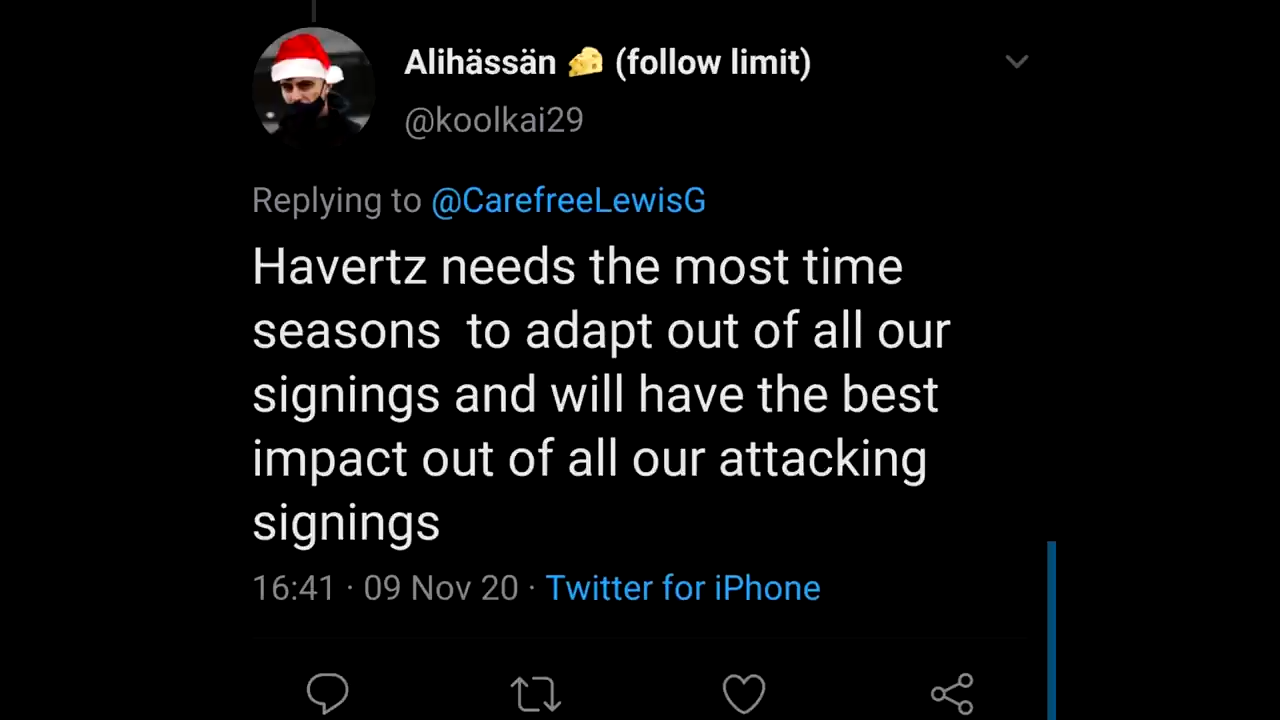 Alihässän 🧀 (follow limit)
@koolkai29
Replying to @CarefreeLewisG
Havertz needs the most time
seasons  to adapt out of all our
signings and will have the best
impact out of all our attacking
signings
16:41 · 09 Nov 20 · Twitter for iPhone